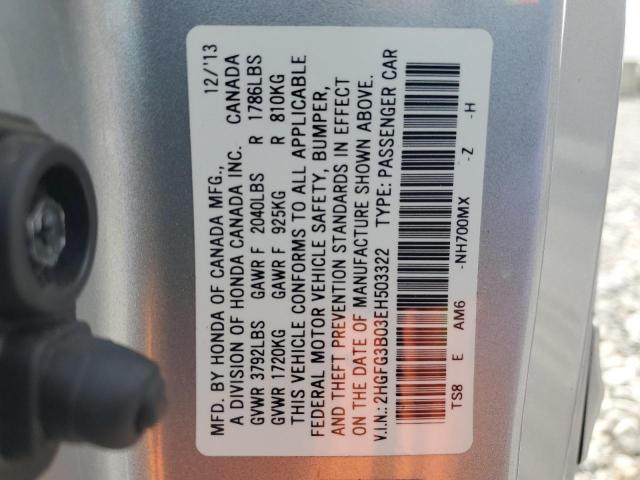 MFD. BY HONDA OF CANADA MFG., 12/'13
A DIVISION OF HONDA CANADA INC. CANADA
GVWR 3792LBS GAWR F 2040LBS R 1786LBS
GVWR 1720KG GAWR F 925KG R 810KG
THIS VEHICLE CONFORMS TO ALL APPLICABLE
FEDERAL MOTOR VEHICLE SAFETY, BUMPER,
AND THEFT PREVENTION STANDARDS IN EFFECT
ON THE DATE OF MANUFACTURE SHOWN ABOVE.
V.I.N.: 2HGFG3B03EH503322 TYPE: PASSENGER CAR
TS8 E AM6 -NH700MX -Z -H